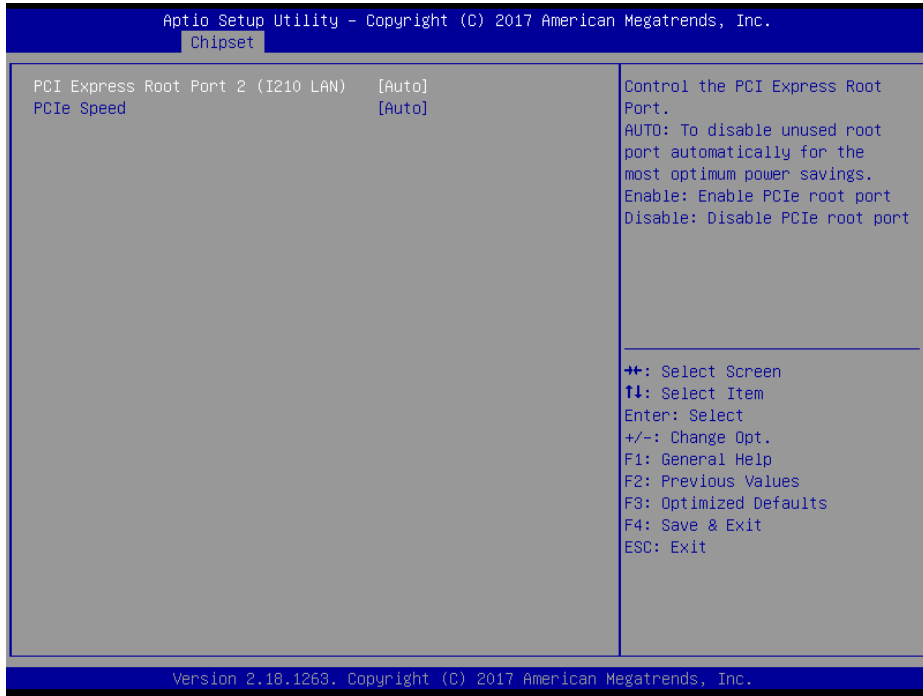 Aptio Setup Utility – Copyright (C) 2017 American Megatrends, Inc.
Chipset
PCI Express Root Port 2 (I210 LAN) [Auto]
PCIe Speed [Auto]
Control the PCI Express Root
Port.
AUTO: To disable unused root
port automatically for the
most optimum power savings.
Enable: Enable PCIe root port
Disable: Disable PCIe root port
→←: Select Screen
↑↓: Select Item
Enter: Select
+/-: Change Opt.
F1: General Help
F2: Previous Values
F3: Optimized Defaults
F4: Save & Exit
ESC: Exit
Version 2.18.1263. Copyright (C) 2017 American Megatrends, Inc.